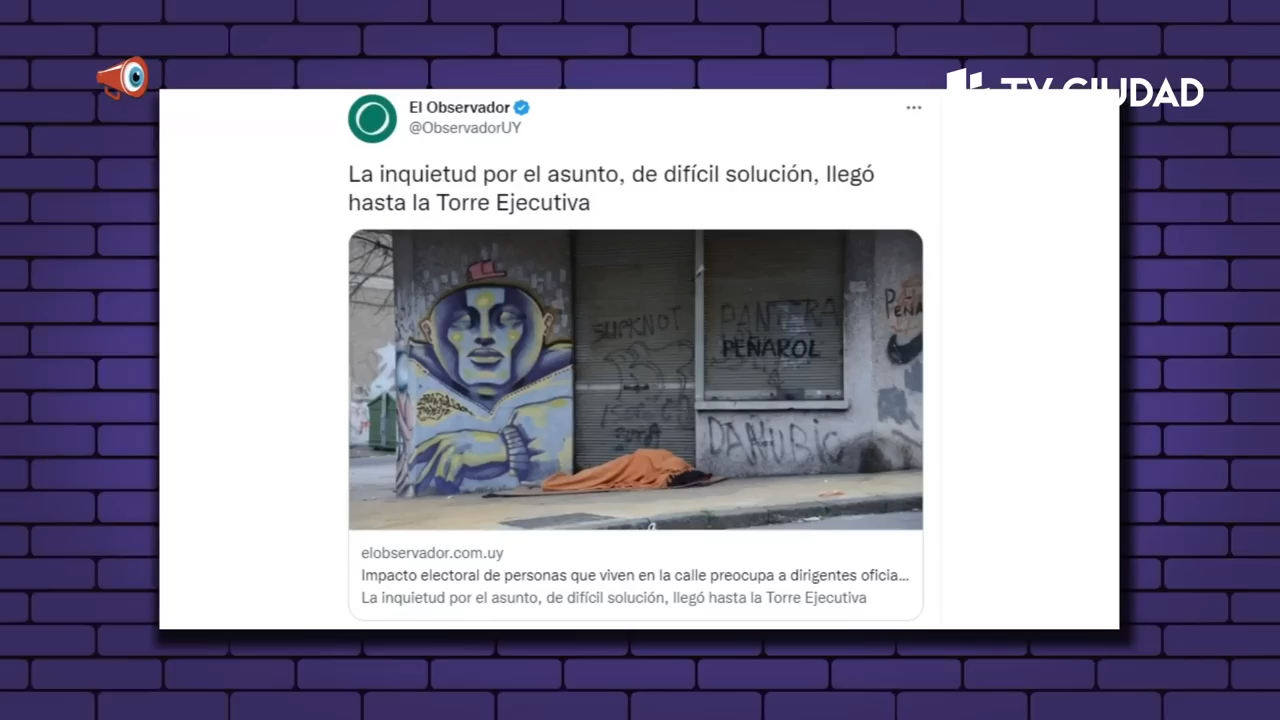 TV CIUDAD
El Observador
@ObservadorUY
La inquietud por el asunto, de difícil solución, llegó
hasta la Torre Ejecutiva
SLIPKNOT
PANTERA
PEÑAROL
PEÑA
DANUBIO
elobservador.com.uy
Impacto electoral de personas que viven en la calle preocupa a dirigentes oficia...
La inquietud por el asunto, de difícil solución, llegó hasta la Torre Ejecutiva